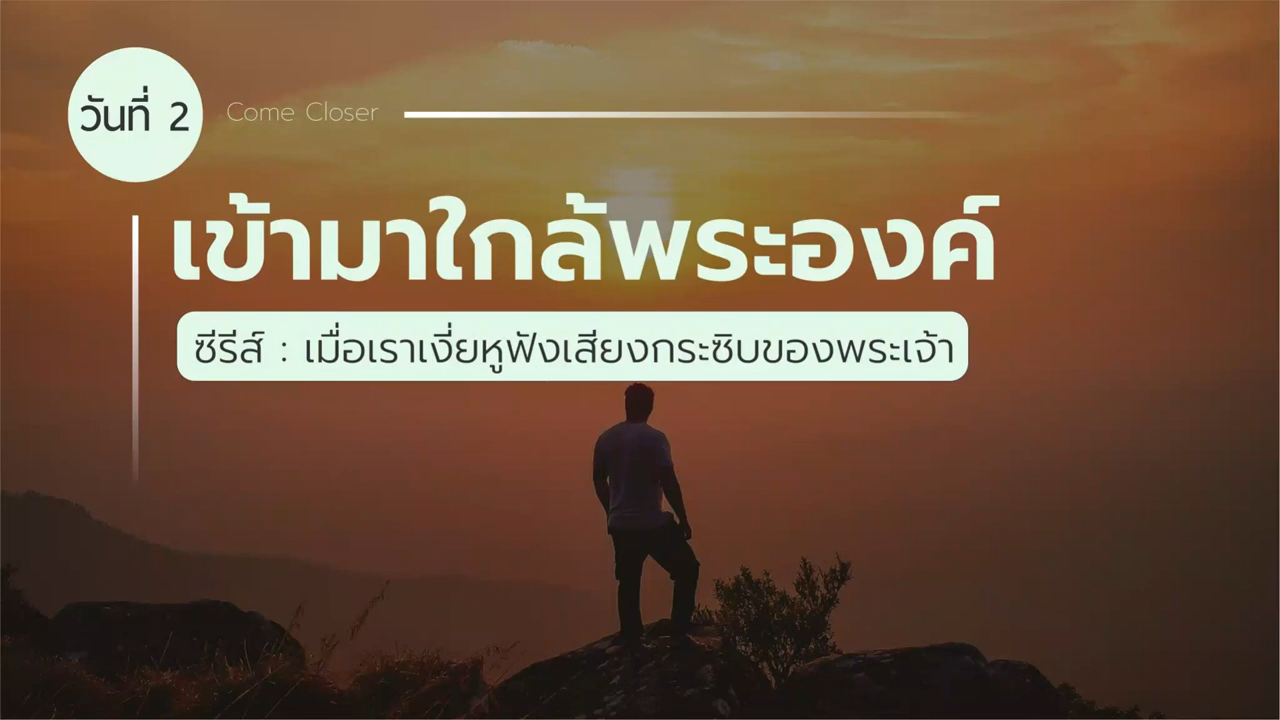 วันที่ 2
Come Closer
เข้ามาใกล้พระองค์
ซีรีส์ : เมื่อเราเงี่ยหูฟังเสียงกระซิบของพระเจ้า